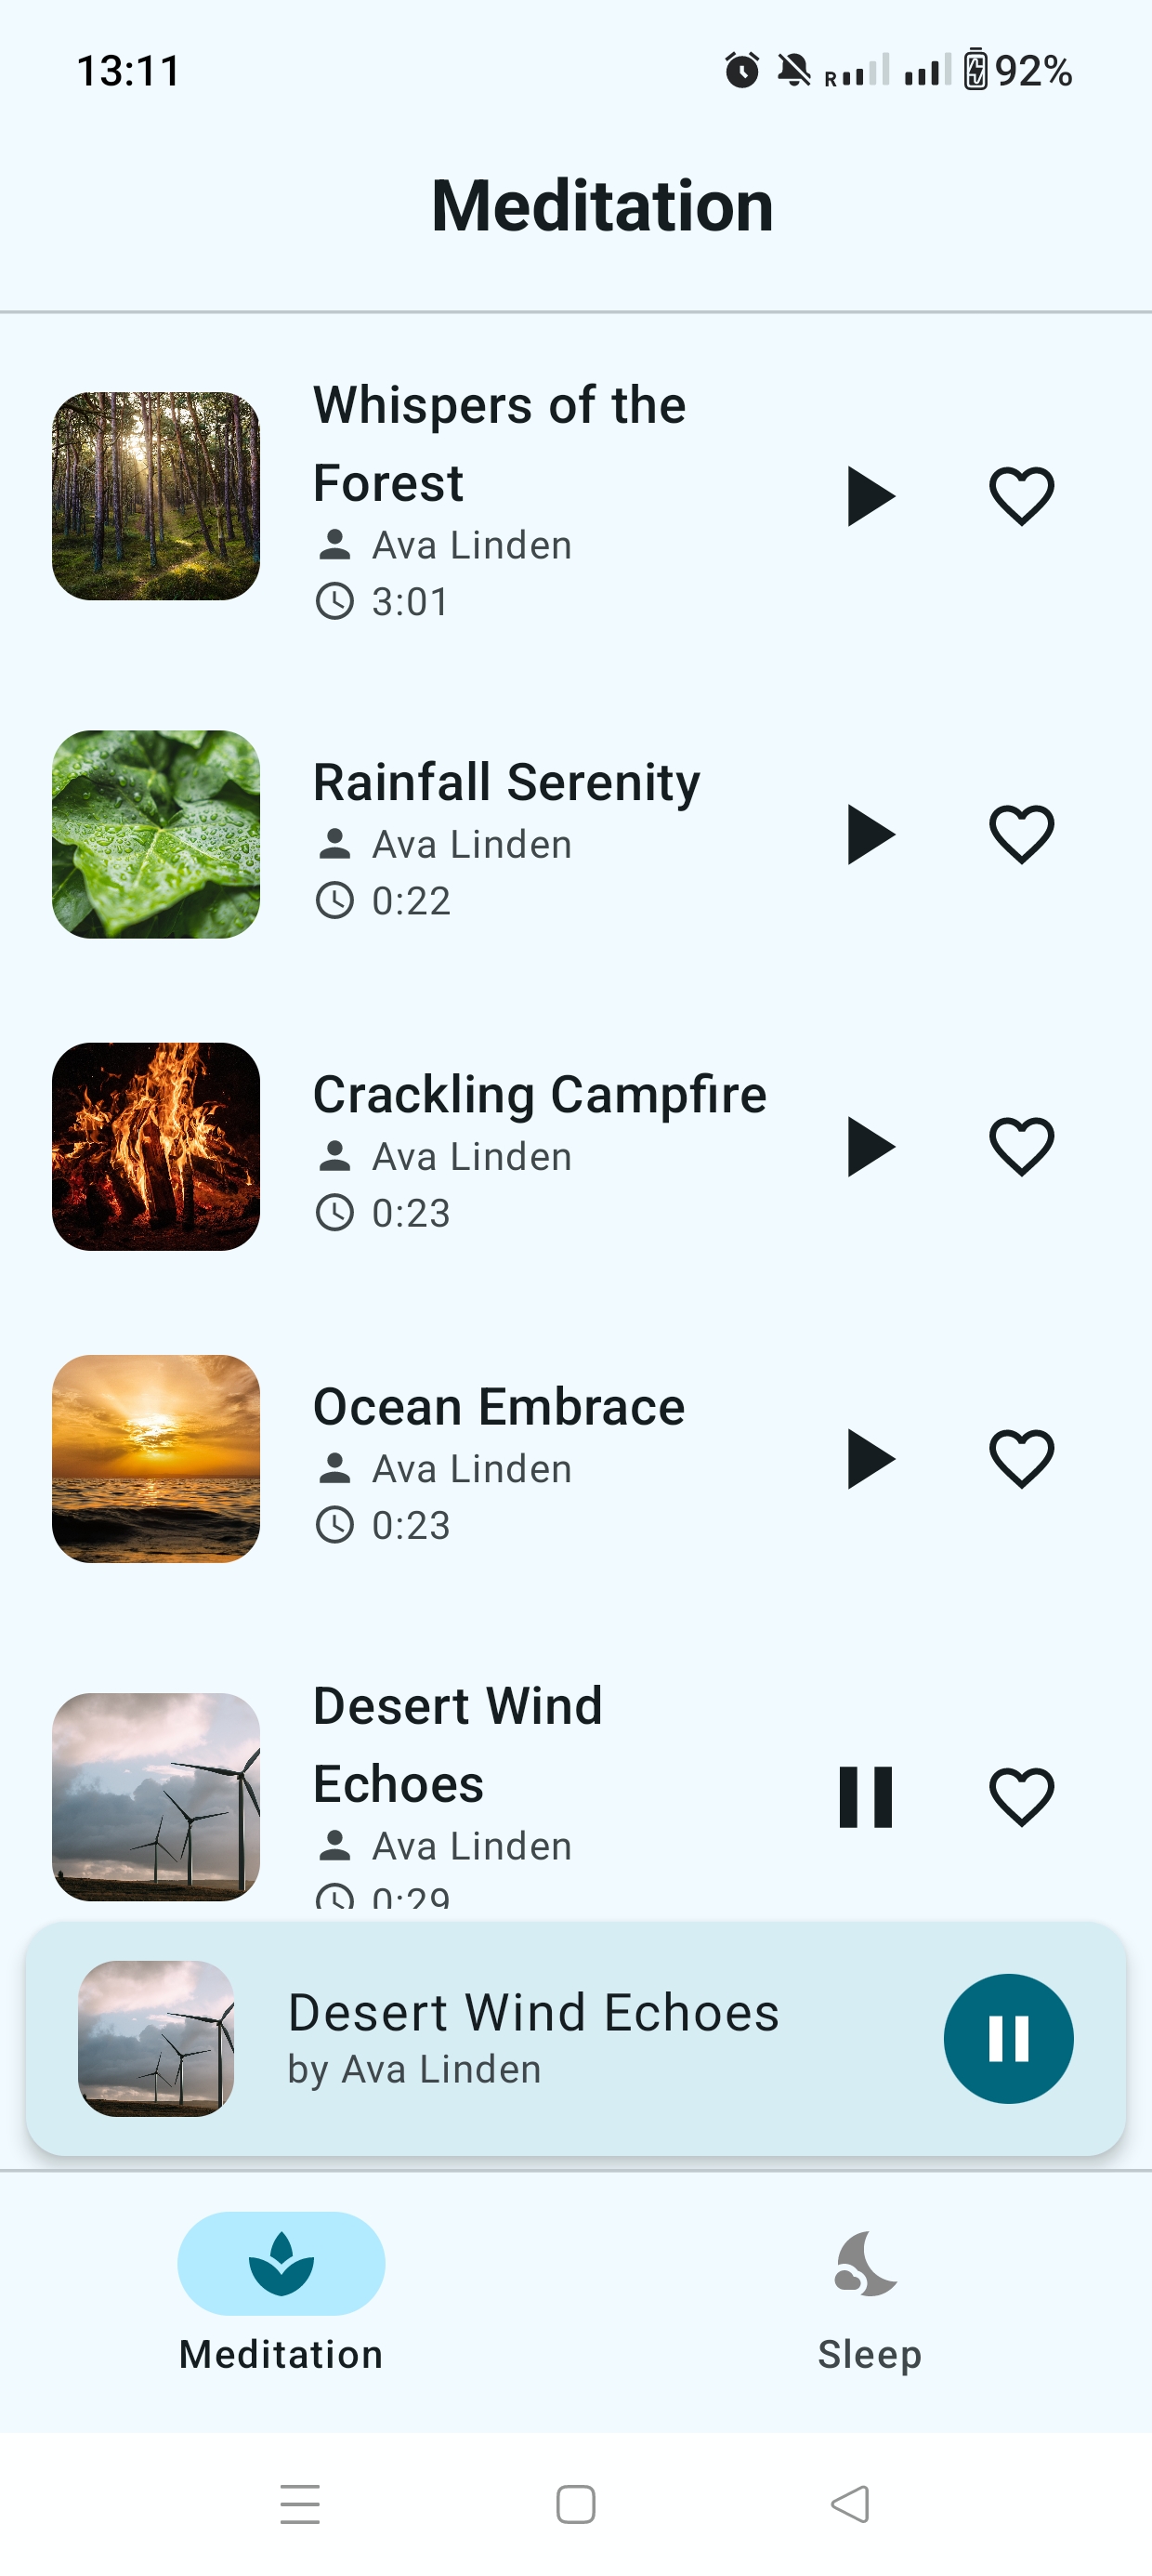 13:11
R 92%
Meditation
Whispers of the
Forest
Ava Linden
3:01
Rainfall Serenity
Ava Linden
0:22
Crackling Campfire
Ava Linden
0:23
Ocean Embrace
Ava Linden
0:23
Desert Wind
Echoes
Ava Linden
0:29
Desert Wind Echoes
by Ava Linden
Meditation
Sleep